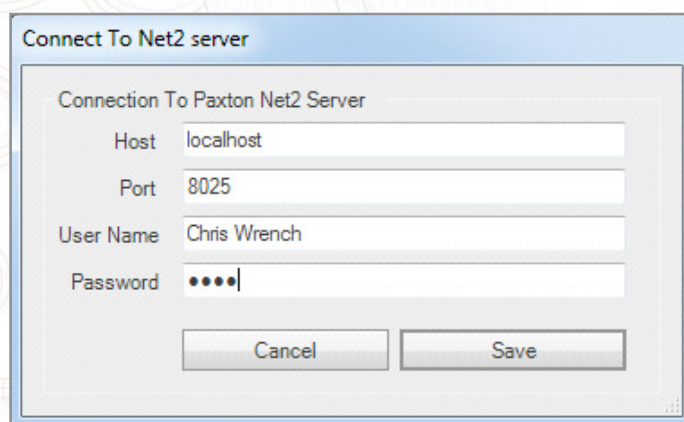 Connect To Net2 server
Connection To Paxton Net2 Server
Host localhost
Port 8025
User Name Chris Wrench
Password ●●●●
Cancel Save